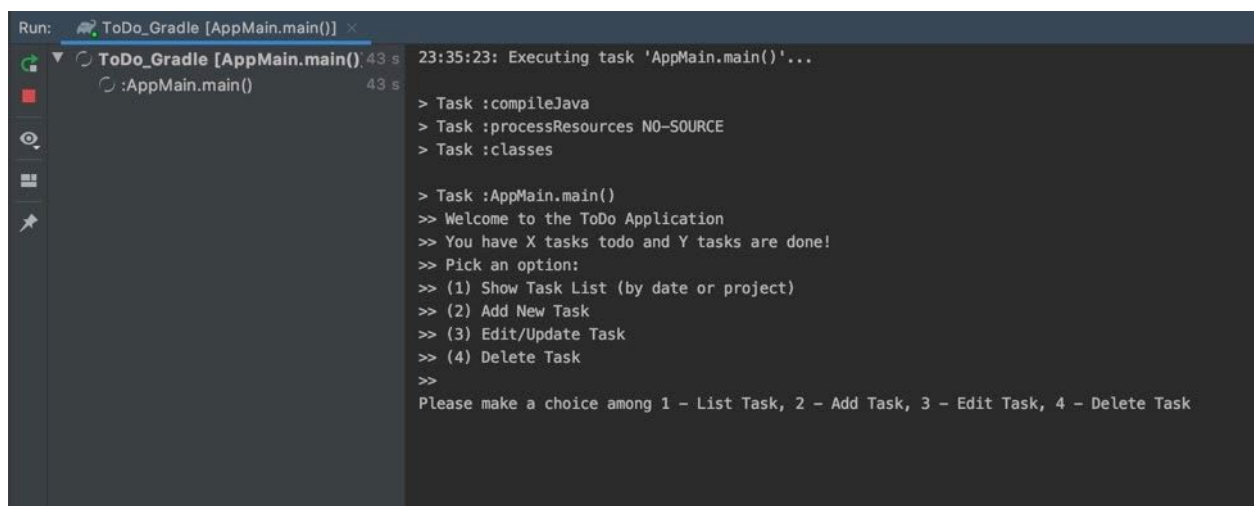 Run: ToDo_Gradle [AppMain.main()]
ToDo_Gradle [AppMain.main() 43 s
:AppMain.main() 43 s
23:35:23: Executing task 'AppMain.main()'...
> Task :compileJava
> Task :processResources NO-SOURCE
> Task :classes
> Task :AppMain.main()
>> Welcome to the ToDo Application
>> You have X tasks todo and Y tasks are done!
>> Pick an option:
>> (1) Show Task List (by date or project)
>> (2) Add New Task
>> (3) Edit/Update Task
>> (4) Delete Task
>>
Please make a choice among 1 – List Task, 2 – Add Task, 3 – Edit Task, 4 – Delete Task